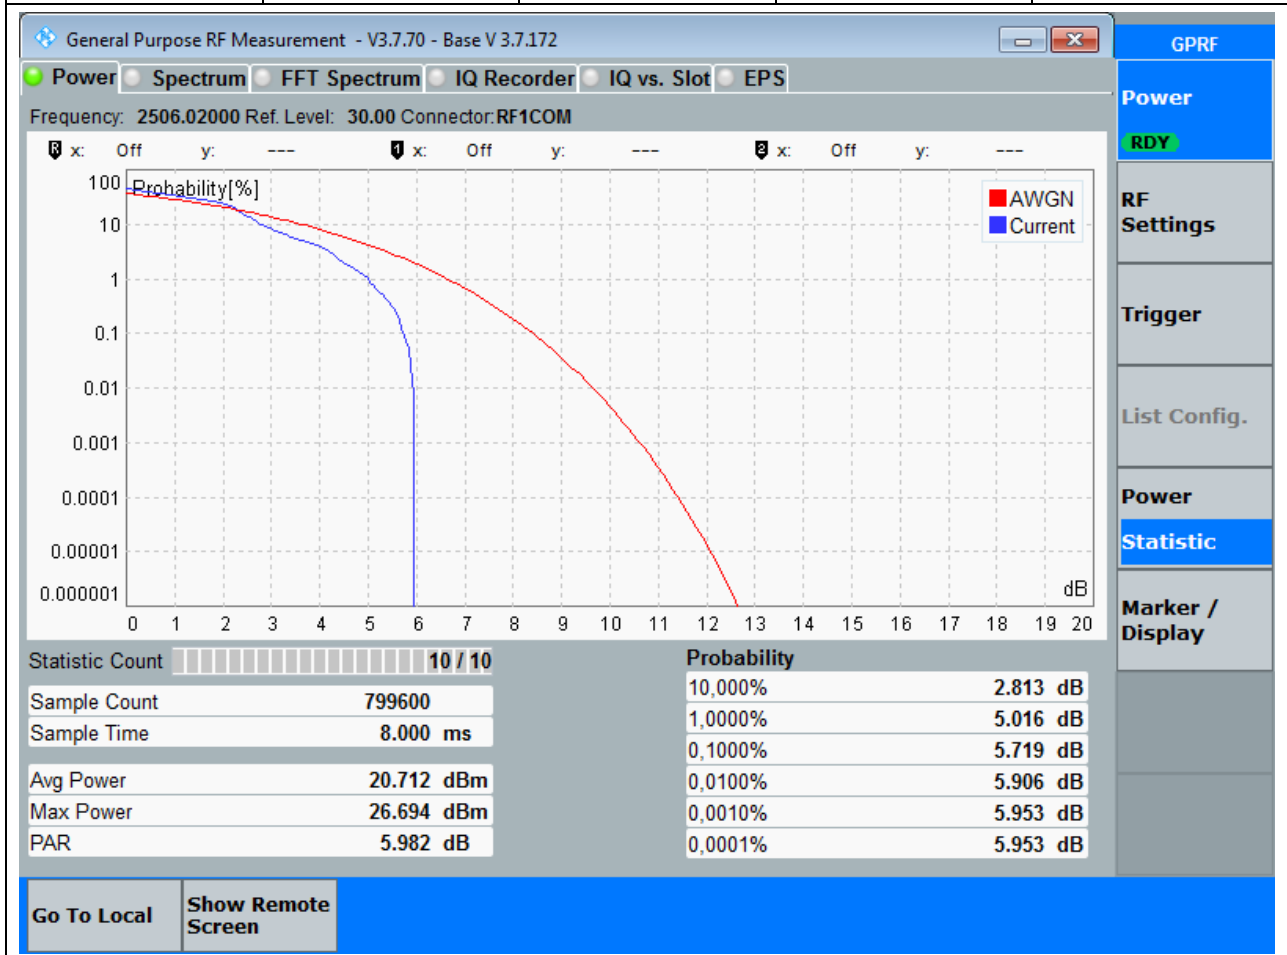 General Purpose RF Measurement - V3.7.70 - Base V 3.7.172
GPRF
Power Spectrum FFT Spectrum IQ Recorder IQ vs. Slot EPS
Power
RDY
Frequency: 2506.02000 Ref. Level: 30.00 Connector:RF1COM
R x: Off y: --- 1 x: Off y: --- 2 x: Off y: ---
Probability[%]
AWGN
Current
100
10
1
0.1
0.01
0.001
0.0001
0.00001
0.000001
dB
0 1 2 3 4 5 6 7 8 9 10 11 12 13 14 15 16 17 18 19 20
RF
Settings
Trigger
List Config.
Power
Statistic
Marker /
Display
Statistic Count 10 / 10
Sample Count 799600
Sample Time 8.000 ms
Avg Power 20.712 dBm
Max Power 26.694 dBm
PAR 5.982 dB
Probability
10,000% 2.813 dB
1,0000% 5.016 dB
0,1000% 5.719 dB
0,0100% 5.906 dB
0,0010% 5.953 dB
0,0001% 5.953 dB
Go To Local
Show Remote
Screen